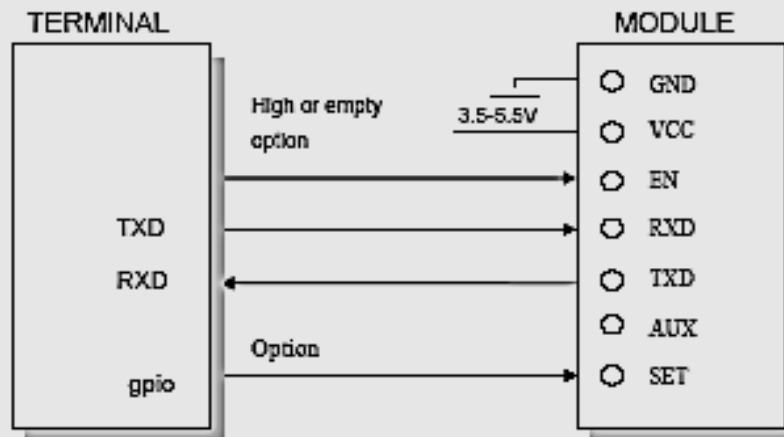 TERMINAL
MODULE
GND
High or empty
option
3.5-5.5V
VCC
EN
TXD
RXD
RXD
TXD
AUX
Option
gpio
SET